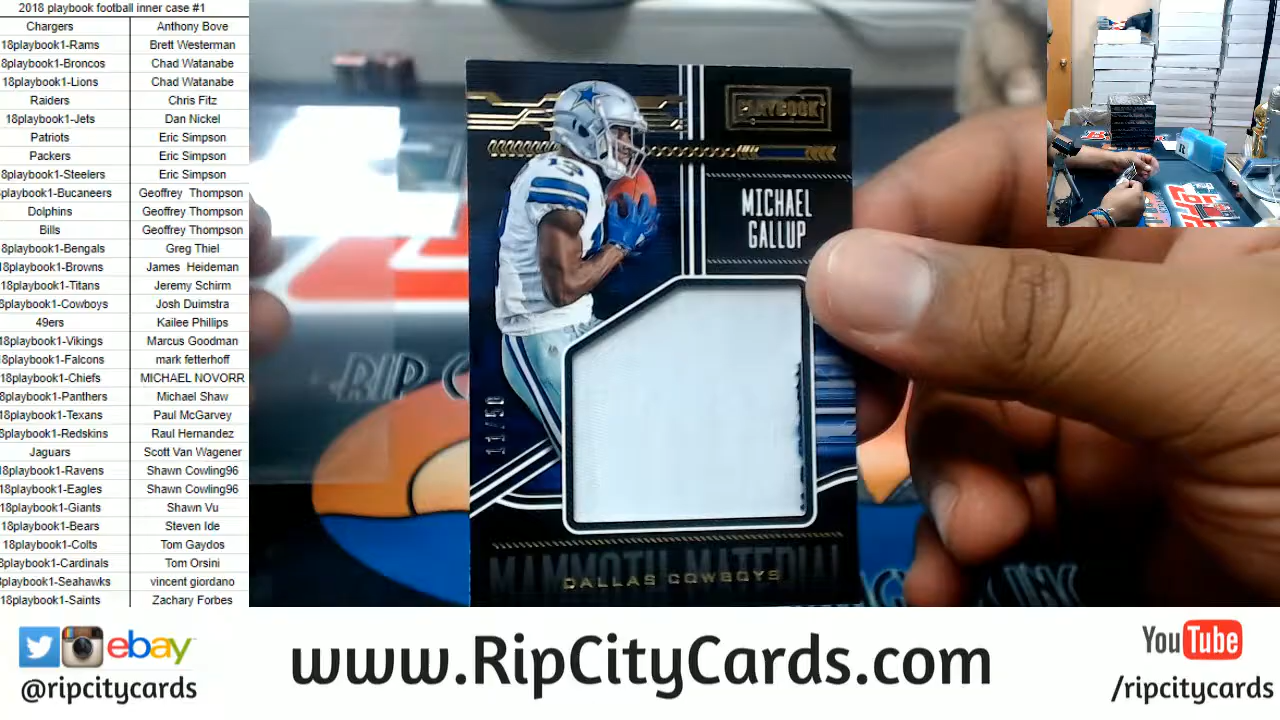 2018 playbook football inner case #1
Chargers Anthony Bove
18playbook1-Rams Brett Westerman
8playbook1-Broncos Chad Watanabe
18playbook1-Lions Chad Watanabe
Raiders Chris Fitz
18playbook1-Jets Dan Nickel
Patriots Eric Simpson
Packers Eric Simpson
8playbook1-Steelers Eric Simpson
playbook1-Bucaneers Geoffrey Thompson
Dolphins Geoffrey Thompson
Bills Geoffrey Thompson
8playbook1-Bengals Greg Thiel
18playbook1-Browns James Heideman
18playbook1-Titans Jeremy Schirm
8playbook1-Cowboys Josh Duimstra
49ers Kailee Phillips
18playbook1-Vikings Marcus Goodman
18playbook1-Falcons mark fetterhoff
18playbook1-Chiefs MICHAEL NOVORR
8playbook1-Panthers Michael Shaw
18playbook1-Texans Paul McGarvey
8playbook1-Redskins Raul Hernandez
Jaguars Scott Van Wagener
8playbook1-Ravens Shawn Cowling96
18playbook1-Eagles Shawn Cowling96
18playbook1-Giants Shawn Vu
18playbook1-Bears Steven Ide
18playbook1-Colts Tom Gaydos
8playbook1-Cardinals Tom Orsini
playbook1-Seahawks vincent giordano
18playbook1-Saints Zachary Forbes
PLAYBOOK
MICHAEL
GALLUP
19
11/50
MAMMOTH MATERIAL
DALLAS COWBOYS
RIP C
ebay
@ripcitycards
www.RipCityCards.com
YouTube
/ripcitycards